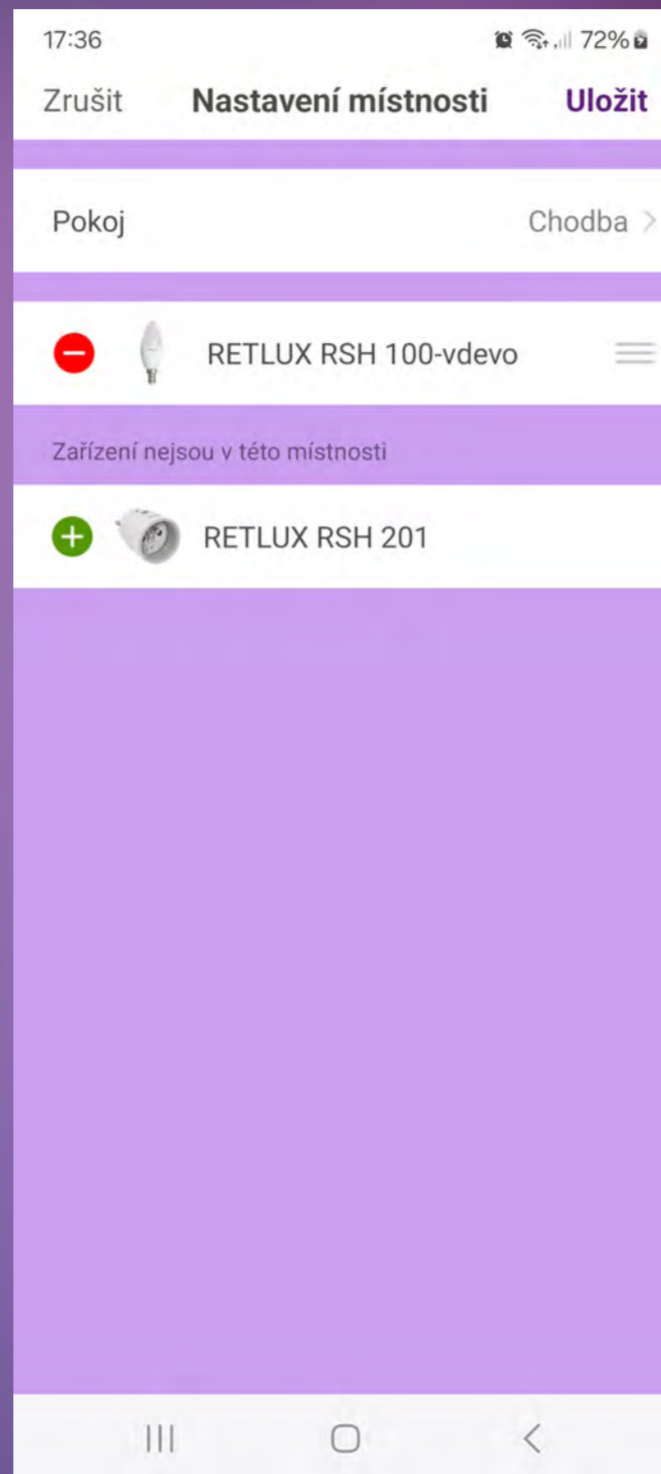 17:36 72%
Zrušit Nastavení místnosti Uložit
Pokoj Chodba
RETLUX RSH 100-vdevo
Zařízení nejsou v této místnosti
RETLUX RSH 201